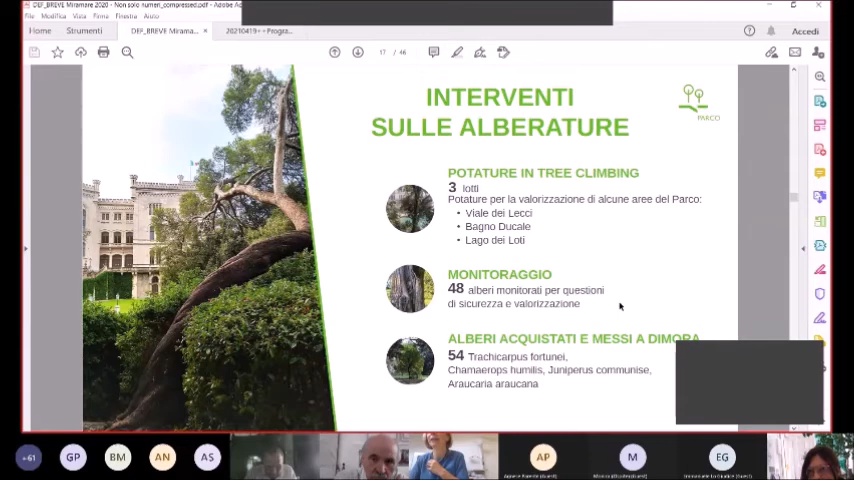 DEF_BREVE Miramare 2020 - Non solo numeri_compressed.pdf - Adobe A
File Modifica Vista Firma Finestra Aiuto
Home Strumenti DEF_BREVE Mirama... × 20210419 Accedi
17 / 46
INTERVENTI
SULLE ALBERATURE
PARCO
POTATURE IN TREE CLIMBING
3 lotti
Potature per la valorizzazione di alcune aree del Parco:
• Viale dei Lecci
• Bagno Ducale
• Lago dei Loti
MONITORAGGIO
48 alberi monitorati per questioni
di sicurezza e valorizzazione
ALBERI ACQUISTATI E MESSI A DIMORA
54 Trachicarpus fortunei,
Chamaerops humilis, Juniperus communise,
Araucaria araucana
+61 GP BM AN AS AP M EG